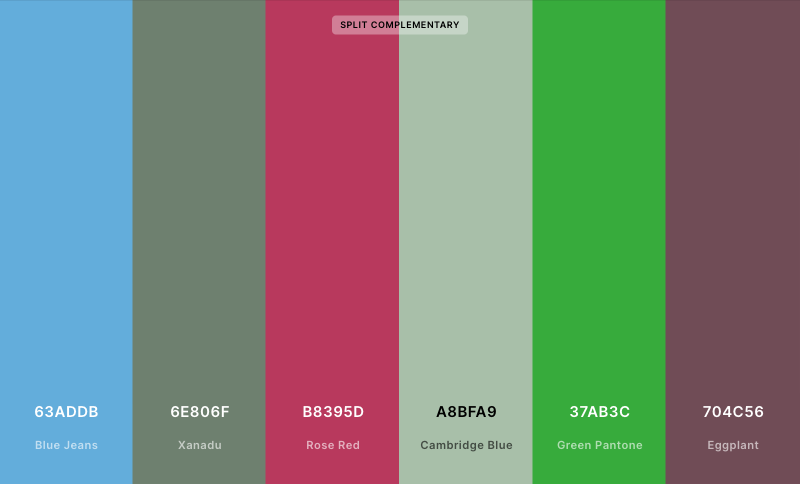 SPLIT COMPLEMENTARY
63ADDB
Blue Jeans
6E806F
Xanadu
B8395D
Rose Red
A8BFA9
Cambridge Blue
37AB3C
Green Pantone
704C56
Eggplant